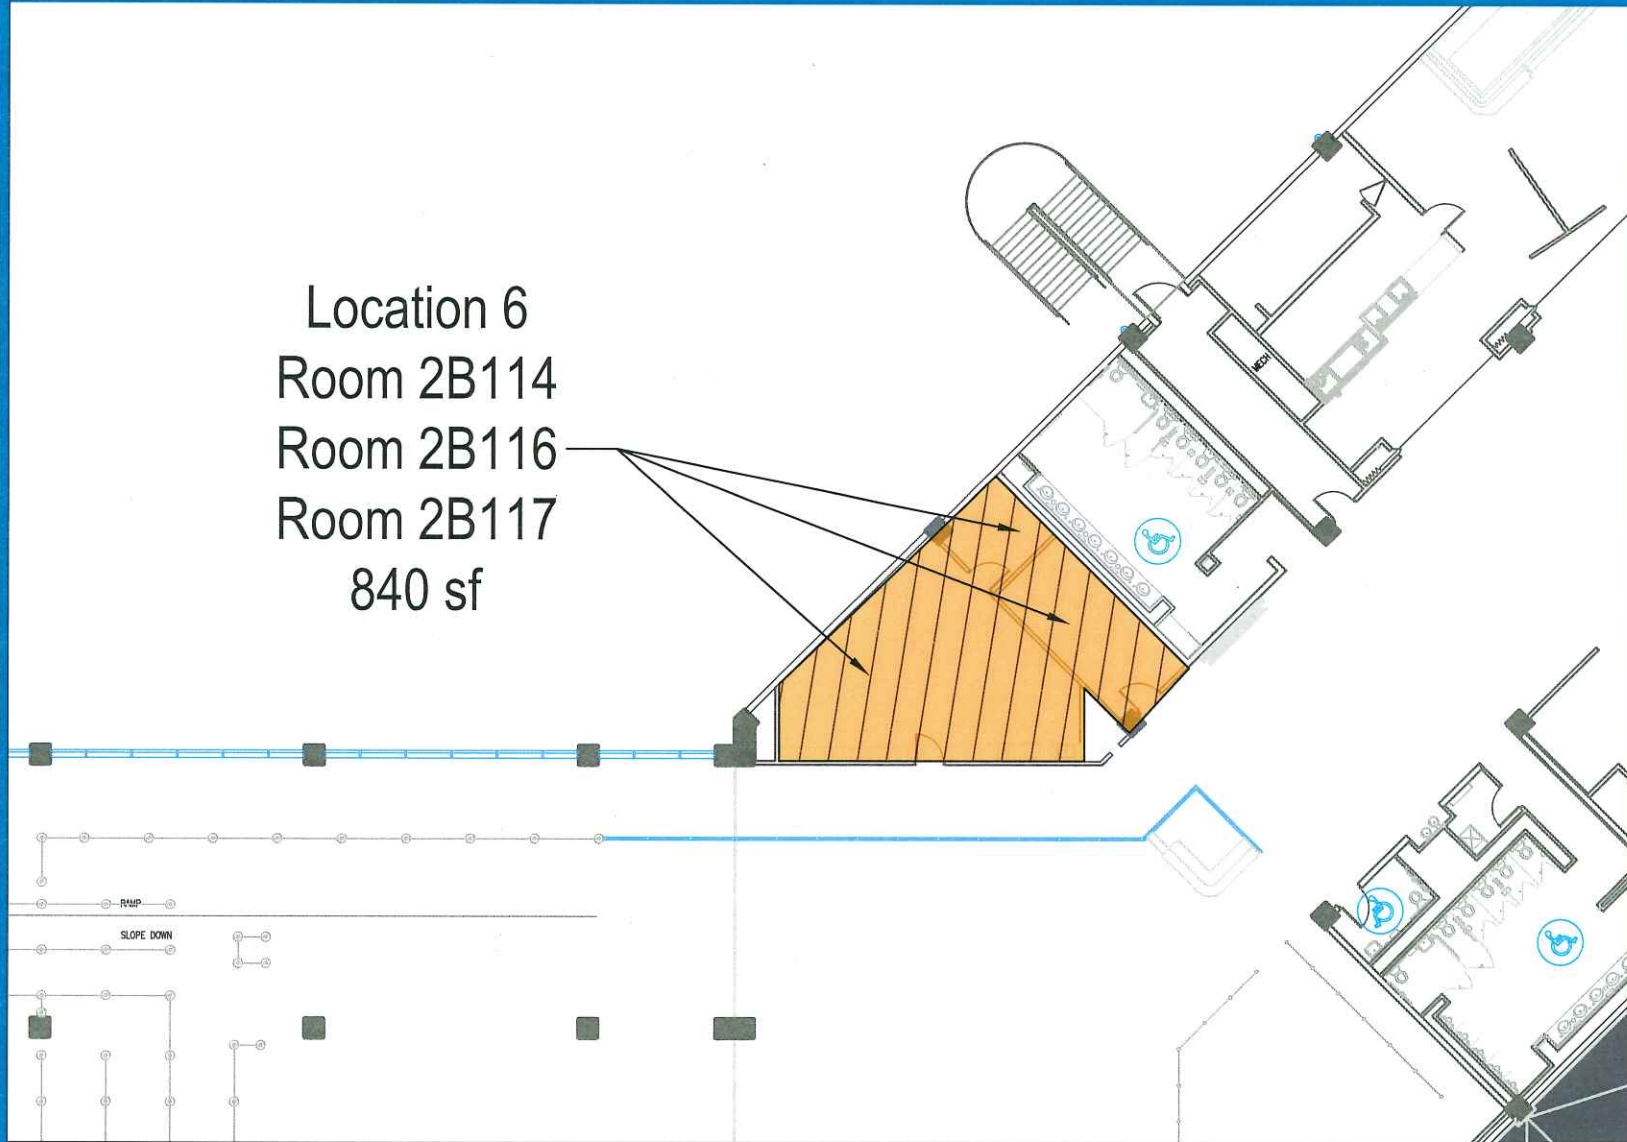 Location 6
Room 2B114
Room 2B116
Room 2B117
840 sf
MECH
RAMP
SLOPE DOWN